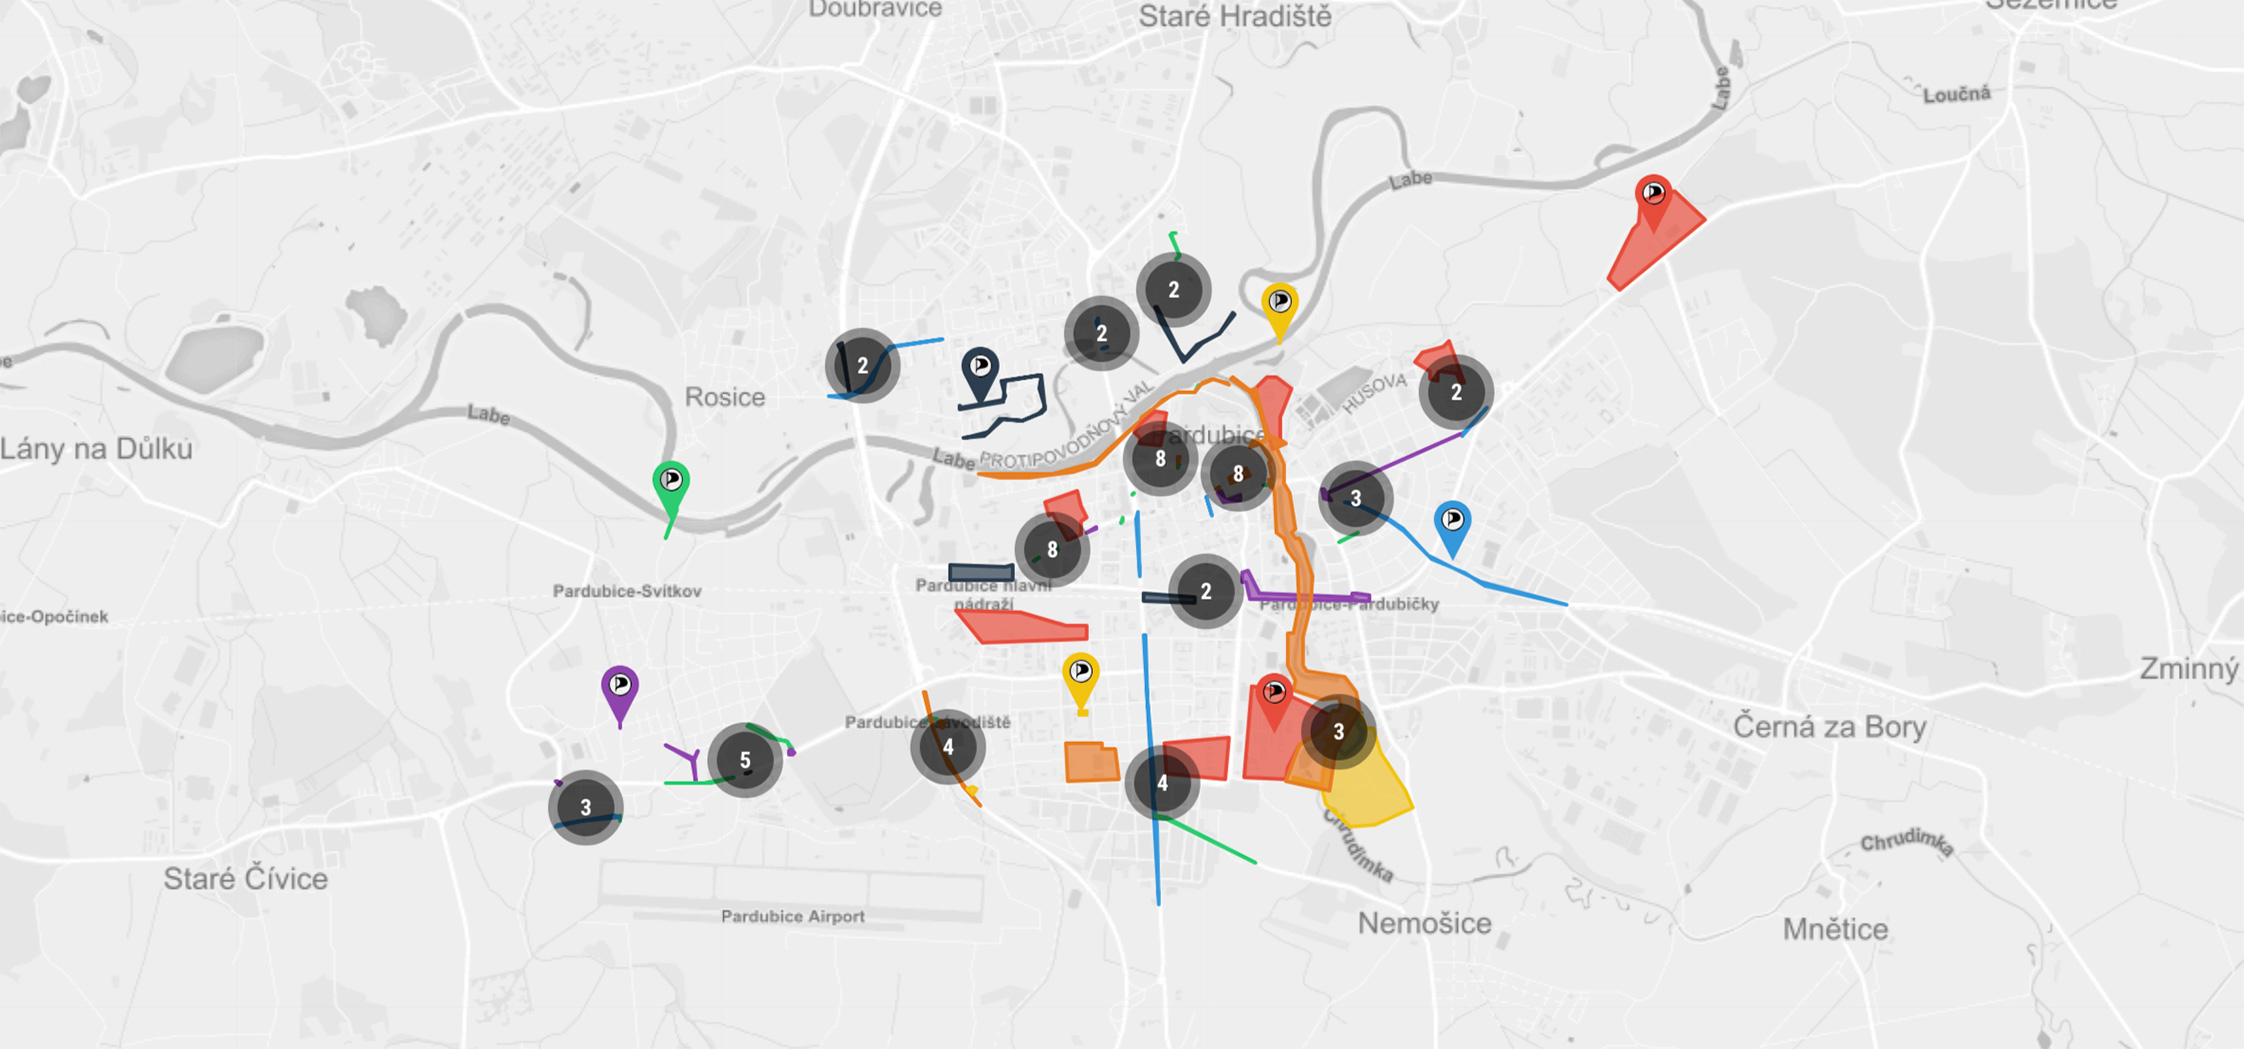 Doubravice
Staré Hradiště
Sezemice
Labe
Loučná
Labe
2
2
2
Rosice
HUSOVA
2
Labe
PROTIPOVODŇOVÝ VAL
Pardubice
Lány na Důlku
Labe
8
8
3
8
Pardubice hlavní
nádraží
Pardubice-Svítkov
2
Pardubice-Pardubičky
Zminný
Pardubice závodiště
4
3
Černá za Bory
5
4
3
Chrudimka
Chrudimka
Staré Čívice
Pardubice Airport
Nemošice
Mnětice